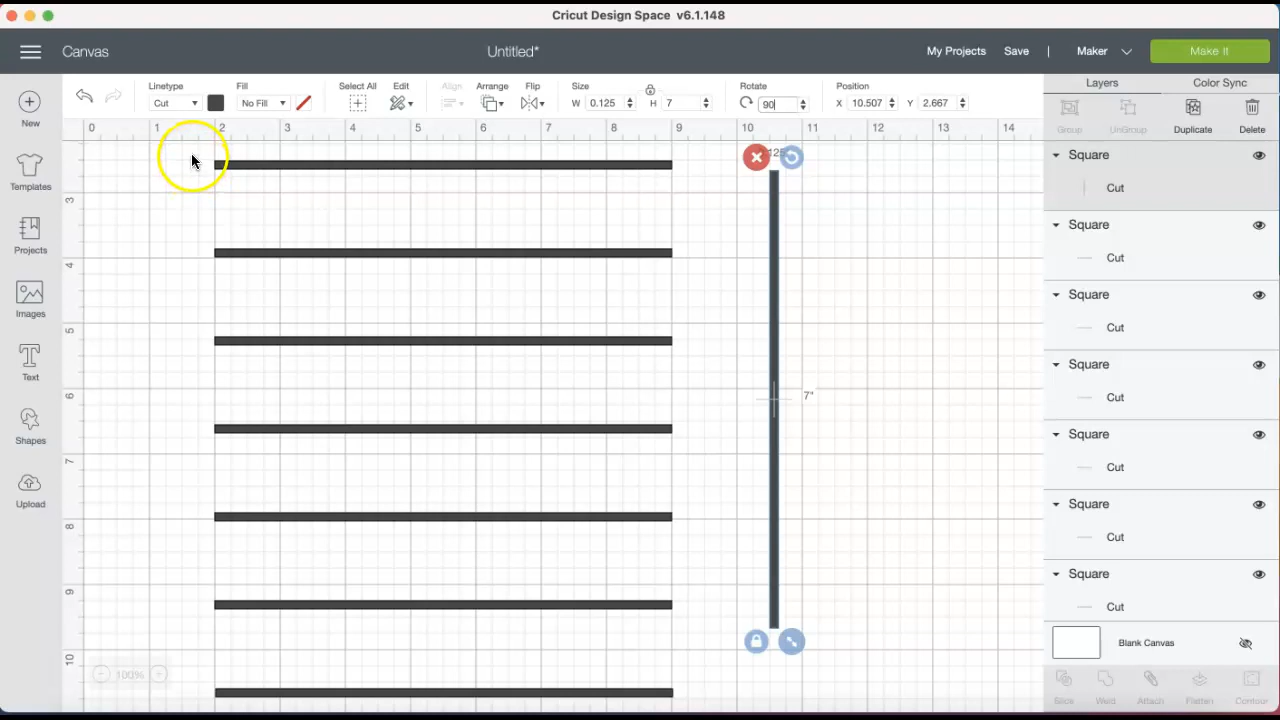 Cricut Design Space v6.1.148
Canvas
Untitled*
My Projects Save | Maker Make It
Linetype Fill Select All Edit Align Arrange Flip Size Rotate Position
Cut No Fill W 0.125 H 7 90 X 10.507 Y 2.667
Layers Color Sync
Group UnGroup Duplicate Delete
0 1 2 3 4 5 6 7 8 9 10 11 12 13 14
3
4
5
6
7
8
9
10
7"
100%
New
Templates
Projects
Images
Text
Shapes
Upload
Square
Cut
Square
Cut
Square
Cut
Square
Cut
Square
Cut
Square
Cut
Square
Cut
Blank Canvas
Slice Weld Attach Flatten Contour